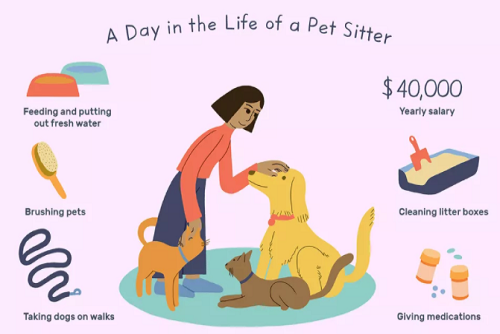 A Day in the Life of a Pet Sitter
Feeding and putting
out fresh water
$40,000
Yearly salary
Brushing pets
Cleaning litter boxes
Taking dogs on walks
Giving medications